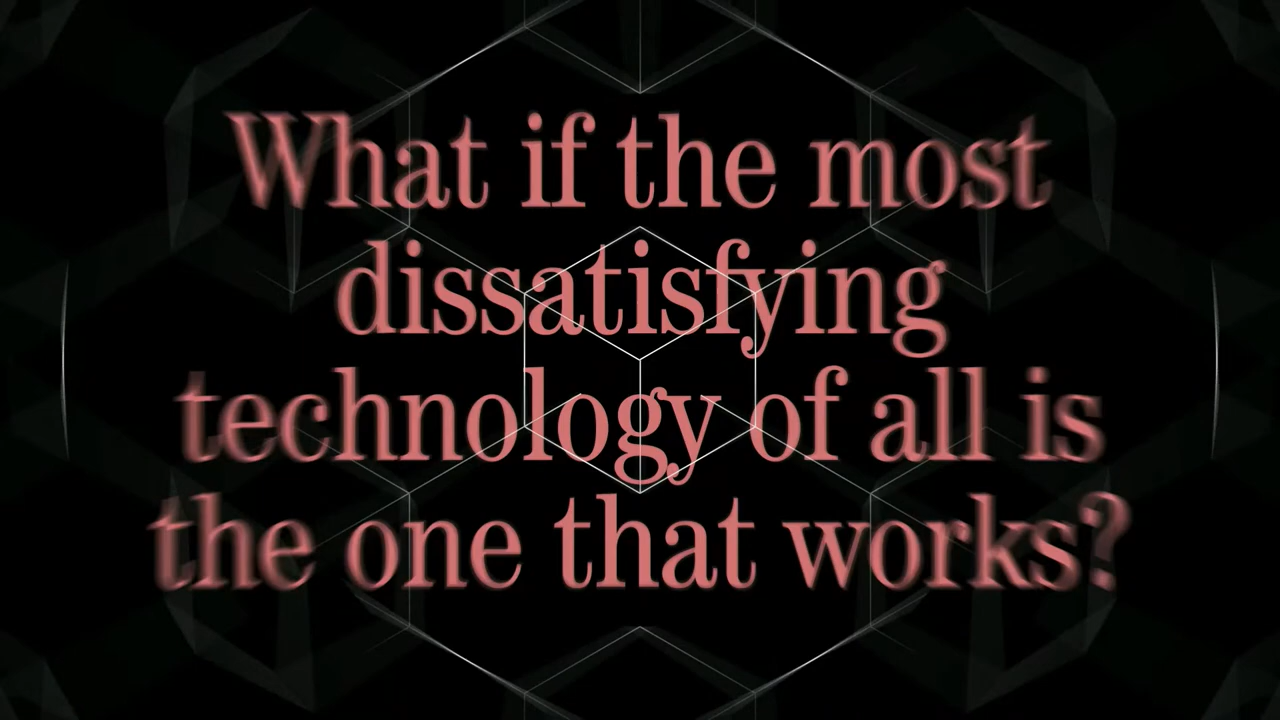 What if the most
dissatisfying
technology of all is
the one that works?